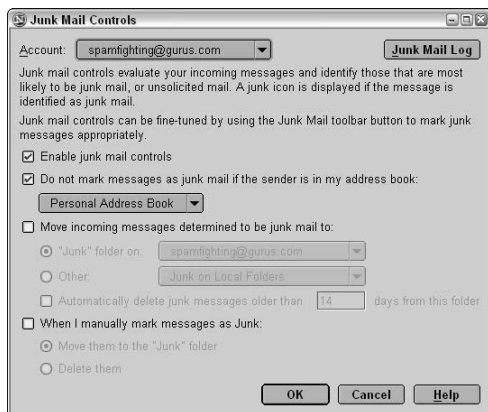 Junk Mail Controls
Account: spamfighting@gurus.com Junk Mail Log
Junk mail controls evaluate your incoming messages and identify those that are most
likely to be junk mail, or unsolicited mail. A junk icon is displayed if the message is
identified as junk mail.
Junk mail controls can be fine-tuned by using the Junk Mail toolbar button to mark junk
messages appropriately.
Enable junk mail controls
Do not mark messages as junk mail if the sender is in my address book:
Personal Address Book
Move incoming messages determined to be junk mail to:
"Junk" folder on: spamfighting@gurus.com
Other: Junk on Local Folders
Automatically delete junk messages older than 14 days from this folder
When I manually mark messages as Junk:
Move them to the "Junk" folder
Delete them
OK Cancel Help